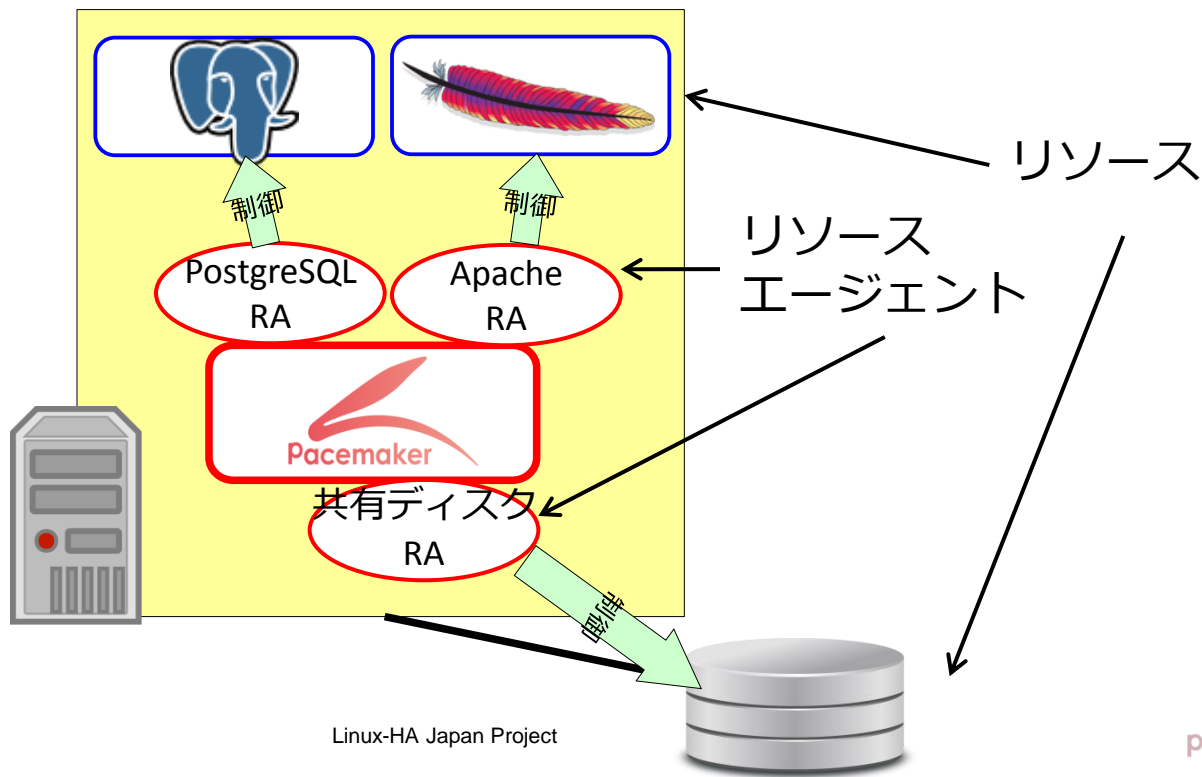 リソース
制御
制御
リソース
エージェント
PostgreSQL
RA
Apache
RA
pacemaker
共有ディスク
RA
制御
Linux-HA Japan Project
p